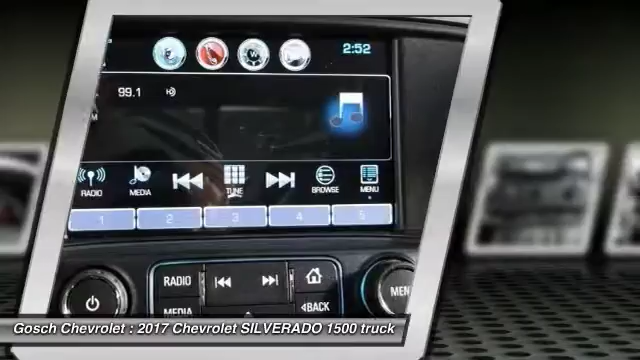 2:52
99.1
M
RADIO MEDIA TUNE BROWSE MENU
1 2 3 4 5
RADIO
MEDIA
BACK
MEN
Gosch Chevrolet : 2017 Chevrolet SILVERADO 1500 truck